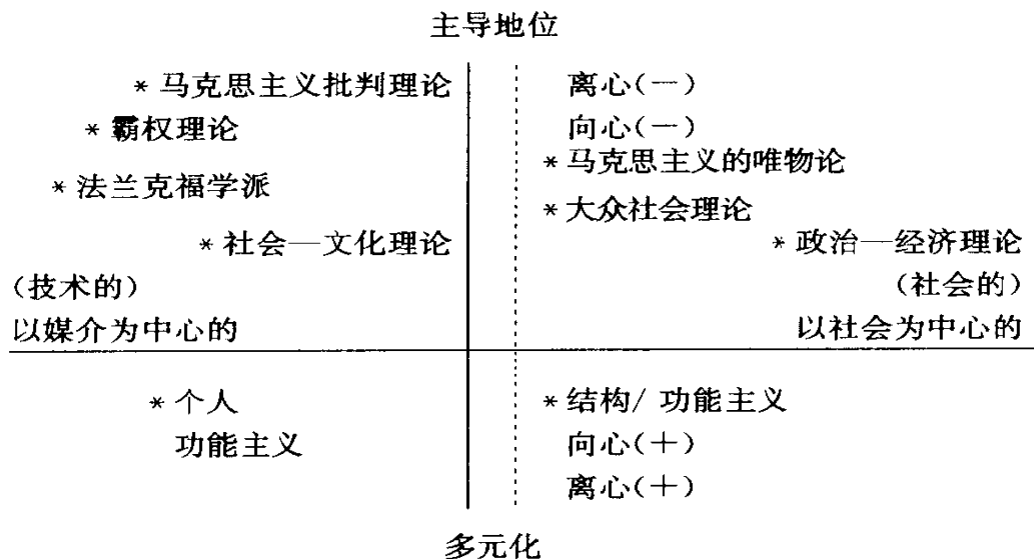 主导地位
* 马克思主义批判理论 离心(一)
* 霸权理论 向心(一)
* 马克思主义的唯物论
* 法兰克福学派
* 大众社会理论
* 社会—文化理论 * 政治—经济理论
(技术的) (社会的)
以媒介为中心的 以社会为中心的
* 个人 * 结构/ 功能主义
功能主义 向心(十)
离心(十)
多元化